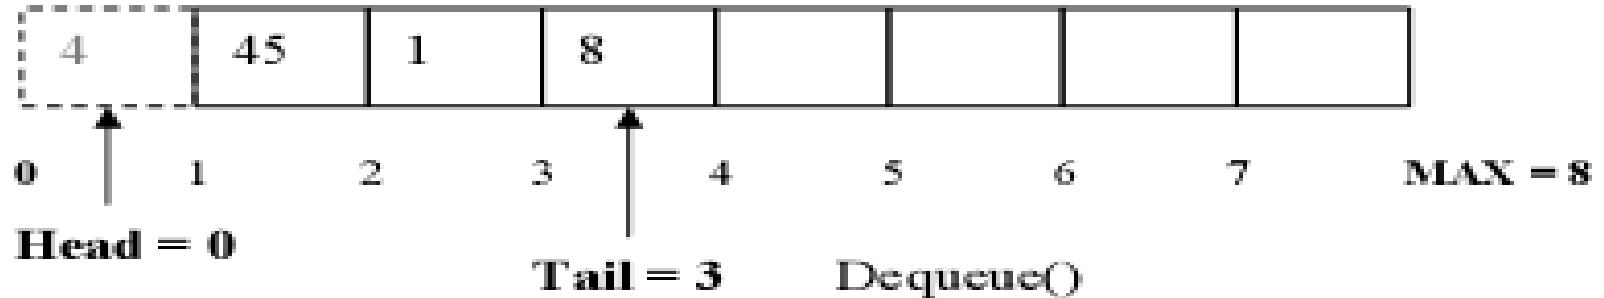 4 45 1 8
0 1 2 3 4 5 6 7 MAX = 8
Head = 0
Tail = 3 Dequeue()